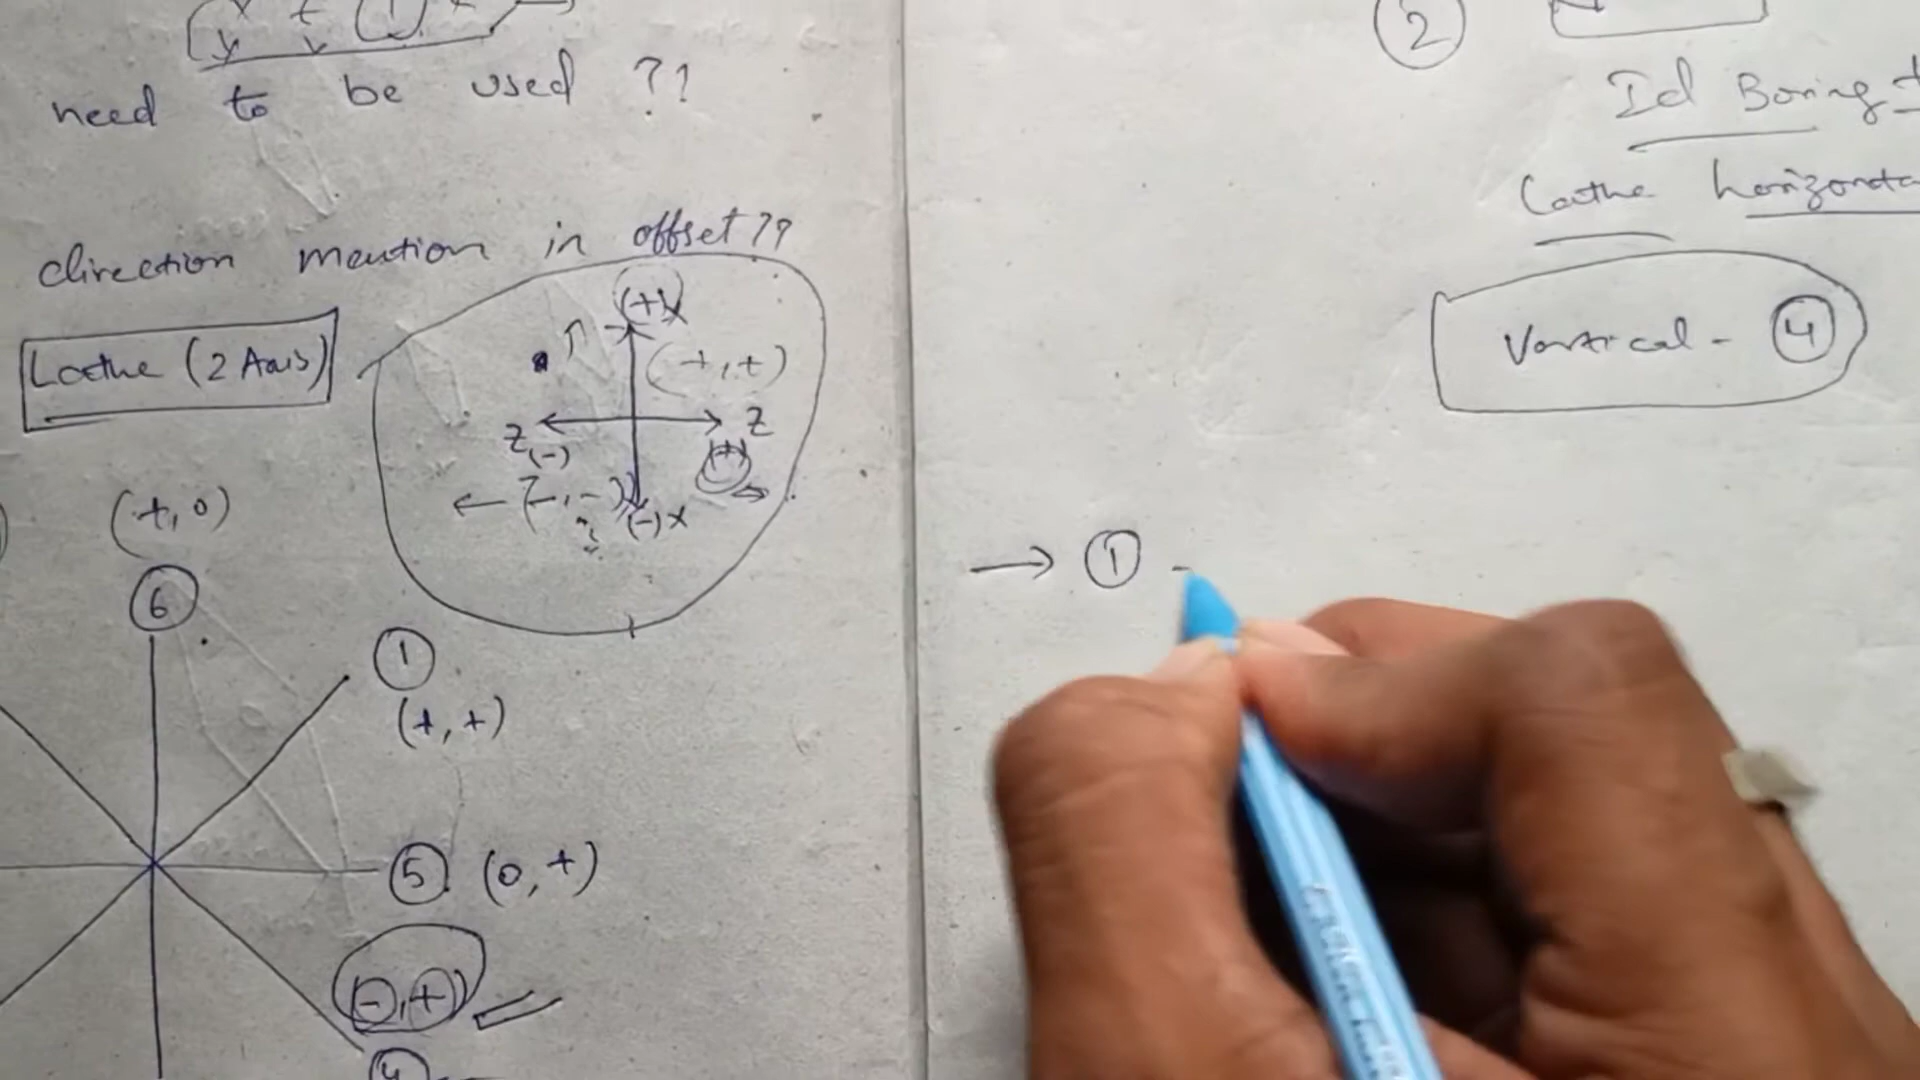 need to be used ??
direction mention in offset??
Lathe (2 Axis)
(+)X
(+,+)
Z
Z
(-)
(+)
(-,-)
(-)X
(+,0)
6
1
(+,+)
5 (0,+)
(-,+)
4
2
Id Boring
Lathe
Vertical - 4
→ 1 -